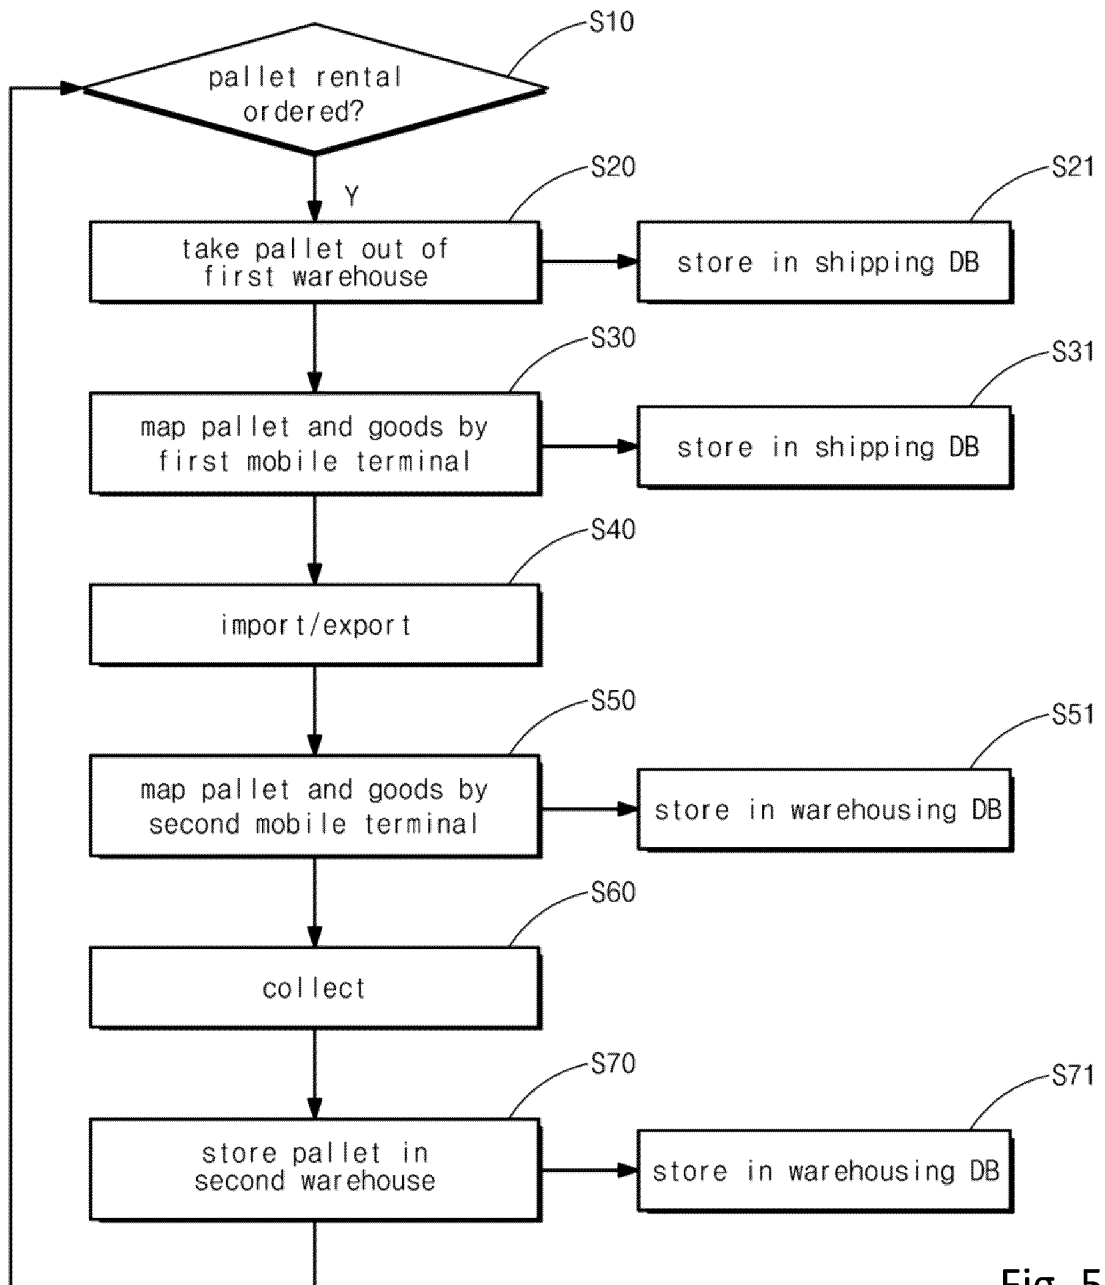 S10
pallet rental
ordered?
Y
S20
S21
take pallet out of
first warehouse
store in shipping DB
S30
S31
map pallet and goods by
first mobile terminal
store in shipping DB
S40
import/export
S50
S51
map pallet and goods by
second mobile terminal
store in warehousing DB
S60
collect
S70
S71
store pallet in
second warehouse
store in warehousing DB
Fig. 5